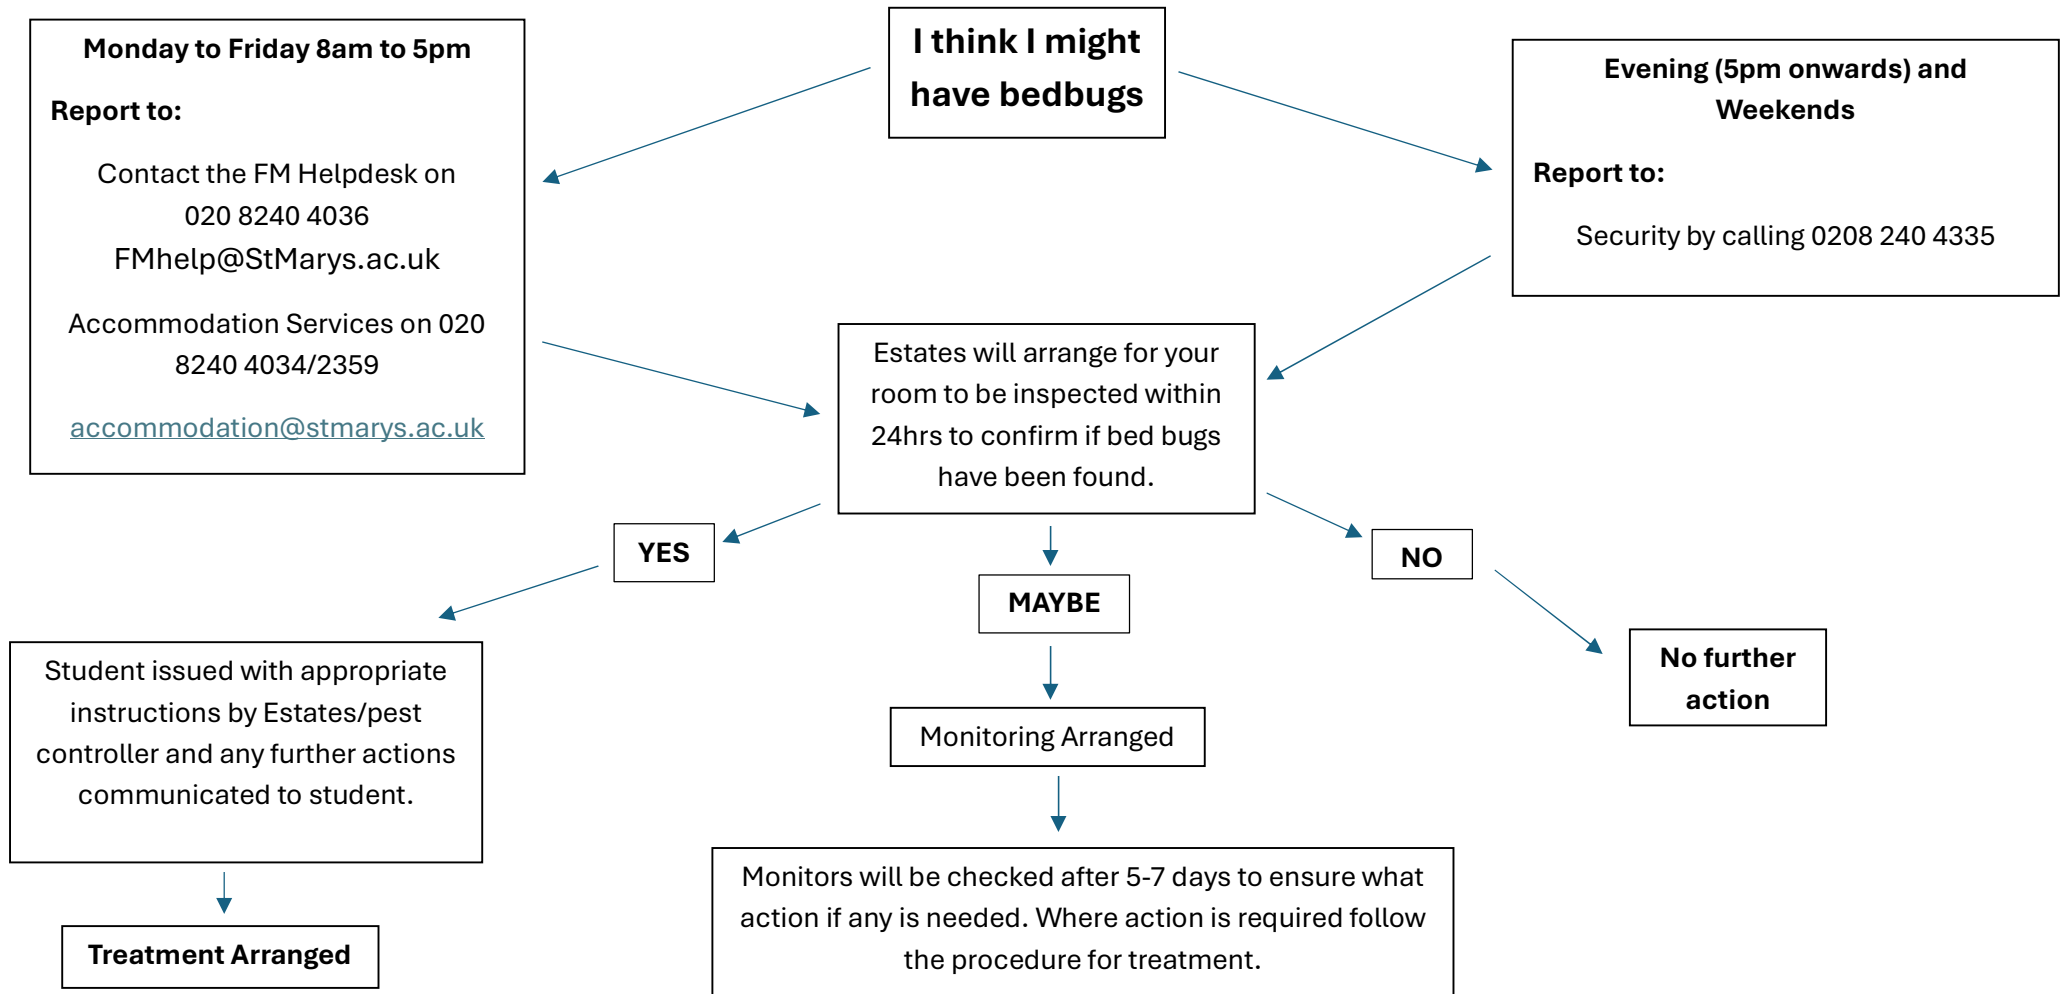 I think I might
have bedbugs
Monday to Friday 8am to 5pm
Report to:
Contact the FM Helpdesk on
020 8240 4036
FMhelp@StMarys.ac.uk
Accommodation Services on 020
8240 4034/2359
accommodation@stmarys.ac.uk
Evening (5pm onwards) and
Weekends
Report to:
Security by calling 0208 240 4335
Estates will arrange for your
room to be inspected within
24hrs to confirm if bed bugs
have been found.
YES
MAYBE
NO
Student issued with appropriate
instructions by Estates/pest
controller and any further actions
communicated to student.
Treatment Arranged
Monitoring Arranged
Monitors will be checked after 5-7 days to ensure what
action if any is needed. Where action is required follow
the procedure for treatment.
No further
action